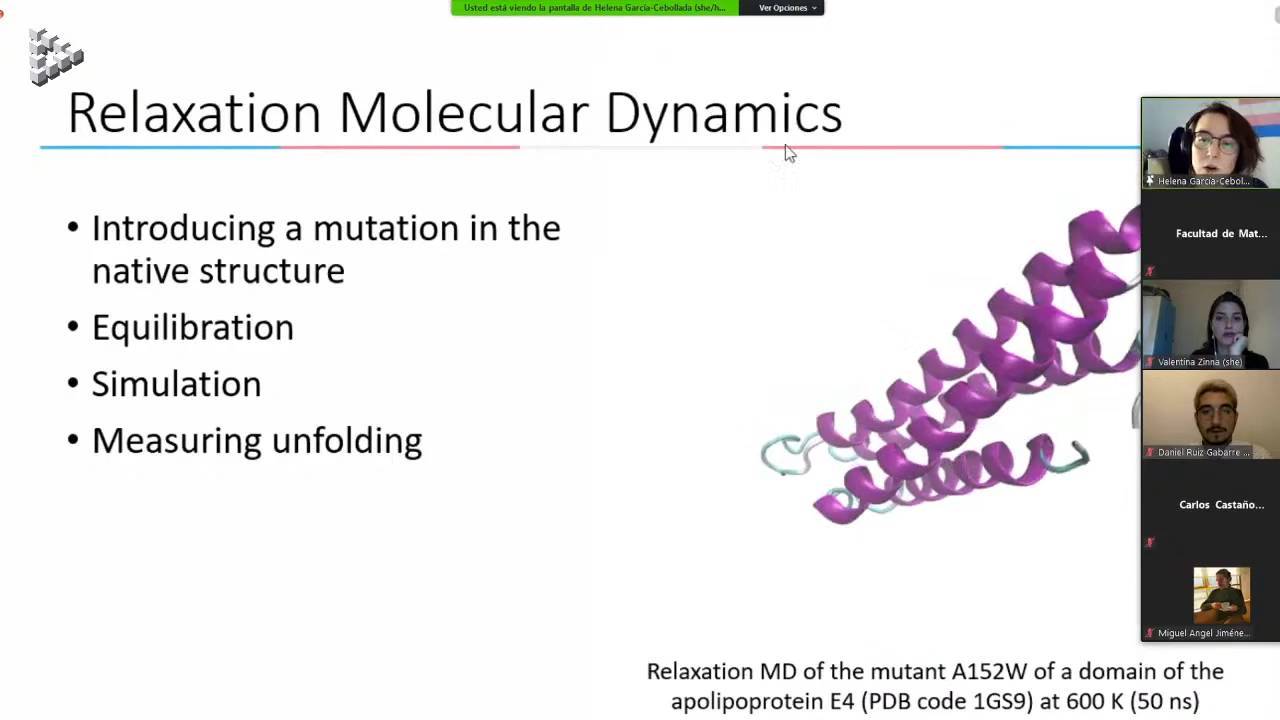 Usted está viendo la pantalla de Helena García-Cebollada (she/h...
Ver Opciones
Relaxation Molecular Dynamics
• Introducing a mutation in the
native structure
• Equilibration
• Simulation
• Measuring unfolding
Relaxation MD of the mutant A152W of a domain of the
apolipoprotein E4 (PDB code 1GS9) at 600 K (50 ns)
Helena García-Cebol...
Facultad de Mat...
Valentina Zinna (she)
Daniel Ruiz Gabarre ...
Carlos Castaño...
Miguel Angel Jiméne...